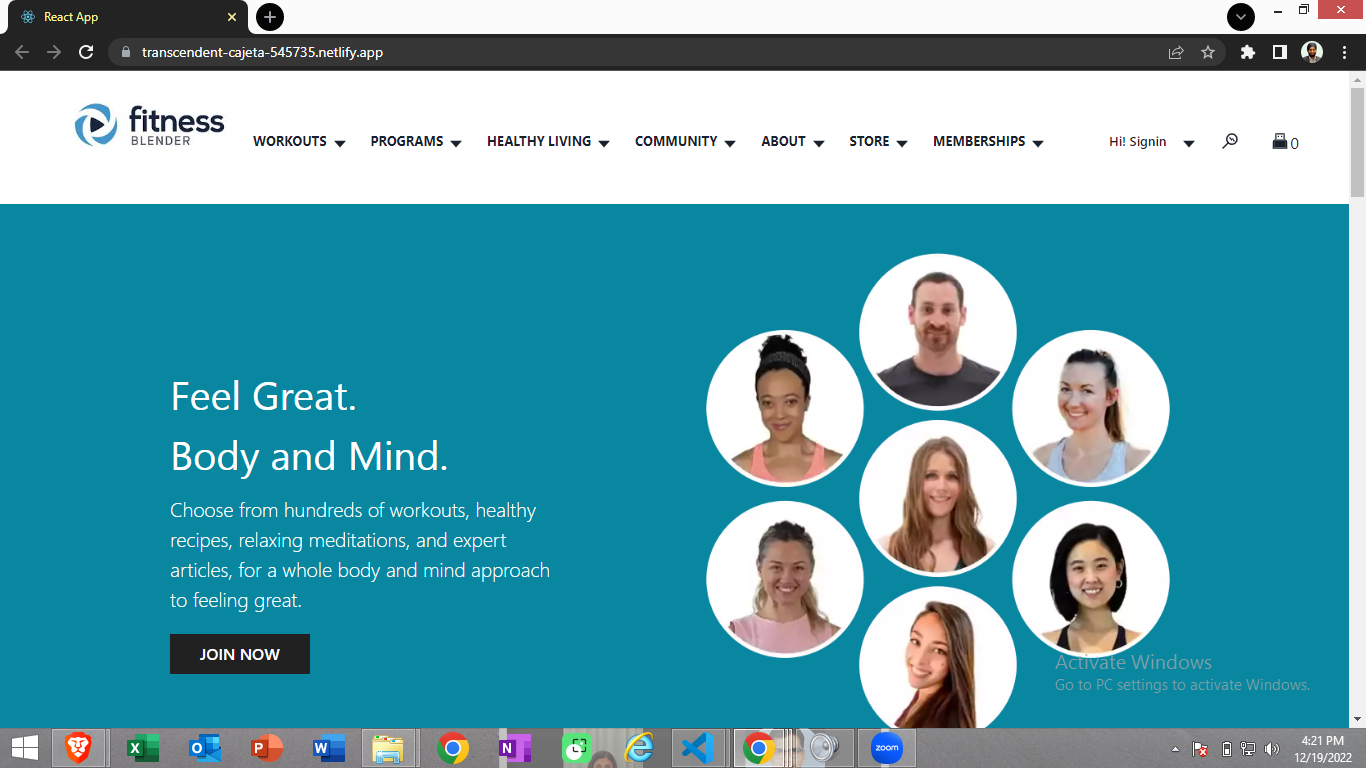 React App
transcendent-cajeta-545735.netlify.app
fitness
BLENDER
WORKOUTS PROGRAMS HEALTHY LIVING COMMUNITY ABOUT STORE MEMBERSHIPS Hi! Signin 0
Feel Great.
Body and Mind.
Choose from hundreds of workouts, healthy
recipes, relaxing meditations, and expert
articles, for a whole body and mind approach
to feeling great.
JOIN NOW
Activate Windows
Go to PC settings to activate Windows.
zoom
4:21 PM
12/19/2022